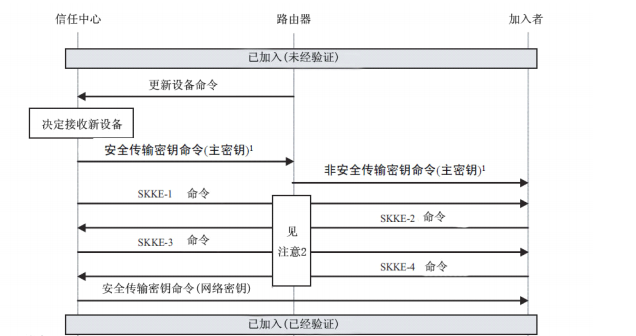 信任中心 路由器 加入者
已加入(未经验证)
更新设备命令
决定接收新设备
安全传输密钥命令(主密钥)¹
非安全传输密钥命令(主密钥)¹
SKKE-1 命令
SKKE-2 命令
见
注意2
SKKE-3 命令
SKKE-4 命令
安全传输密钥命令(网络密钥)
已加入(已经验证)